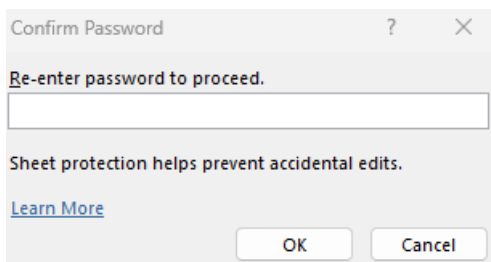 Confirm Password ?
Re-enter password to proceed.
Sheet protection helps prevent accidental edits.
Learn More
OK Cancel